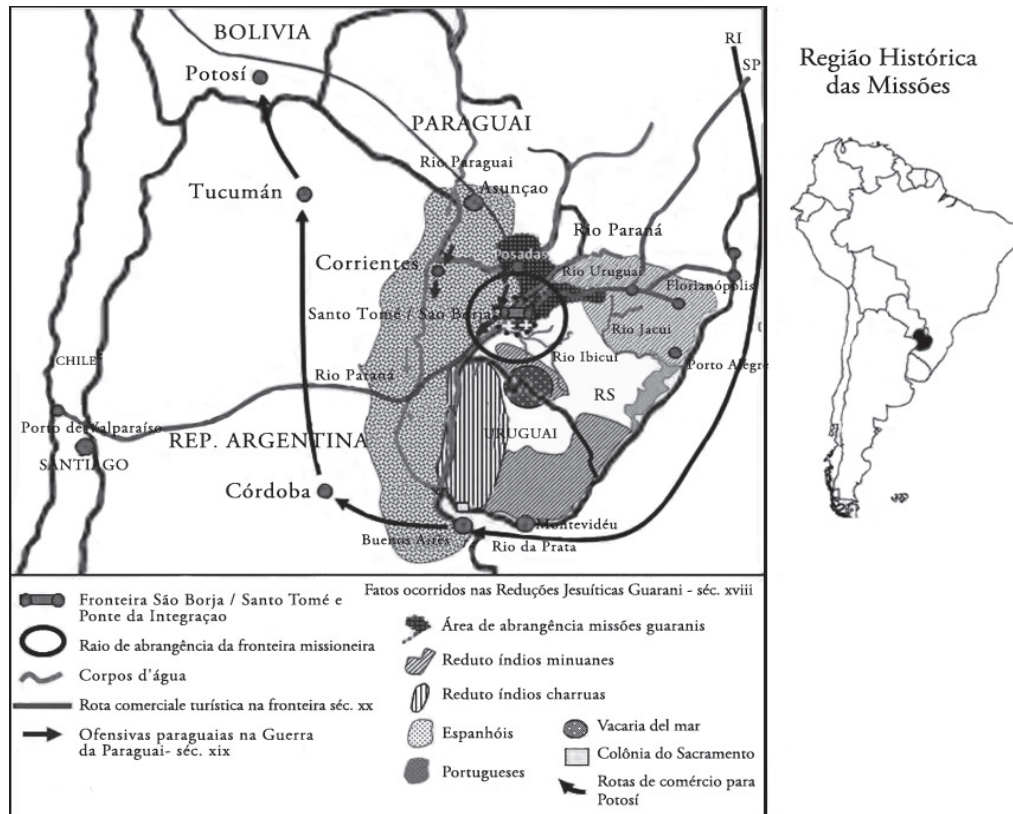 BOLIVIA
RI
SP
Potosí
PARAGUAI
Rio Paraguai
Asunçao
Tucumán
Rio Paraná
Posadas
Corrientes
Rio Uruguai
Florianópolis
Santo Tomé / São Borja
Rio Jacui
Rio Ibicuí
Porto Alegre
CHILE
Rio Paraná
RS
Porto de Valparaíso
REP. ARGENTINA
URUGUAI
SANTIAGO
Córdoba
Buenos Aires
Montevidéu
Rio da Prata
Região Histórica
das Missões
Fronteira São Borja / Santo Tomé e
Ponte da Integraçao
Raio de abrangência da fronteira missioneira
Corpos d'água
Rota comerciale turística na fronteira séc. xx
Ofensivas paraguaias na Guerra
da Paraguai- séc. xix
Fatos ocorridos nas Reduções Jesuíticas Guarani - séc. xviii
Área de abrangência missões guaranis
Reduto índios minuanes
Reduto índios charruas
Espanhóis
Portugueses
Vacaria del mar
Colônia do Sacramento
Rotas de comércio para
Potosí